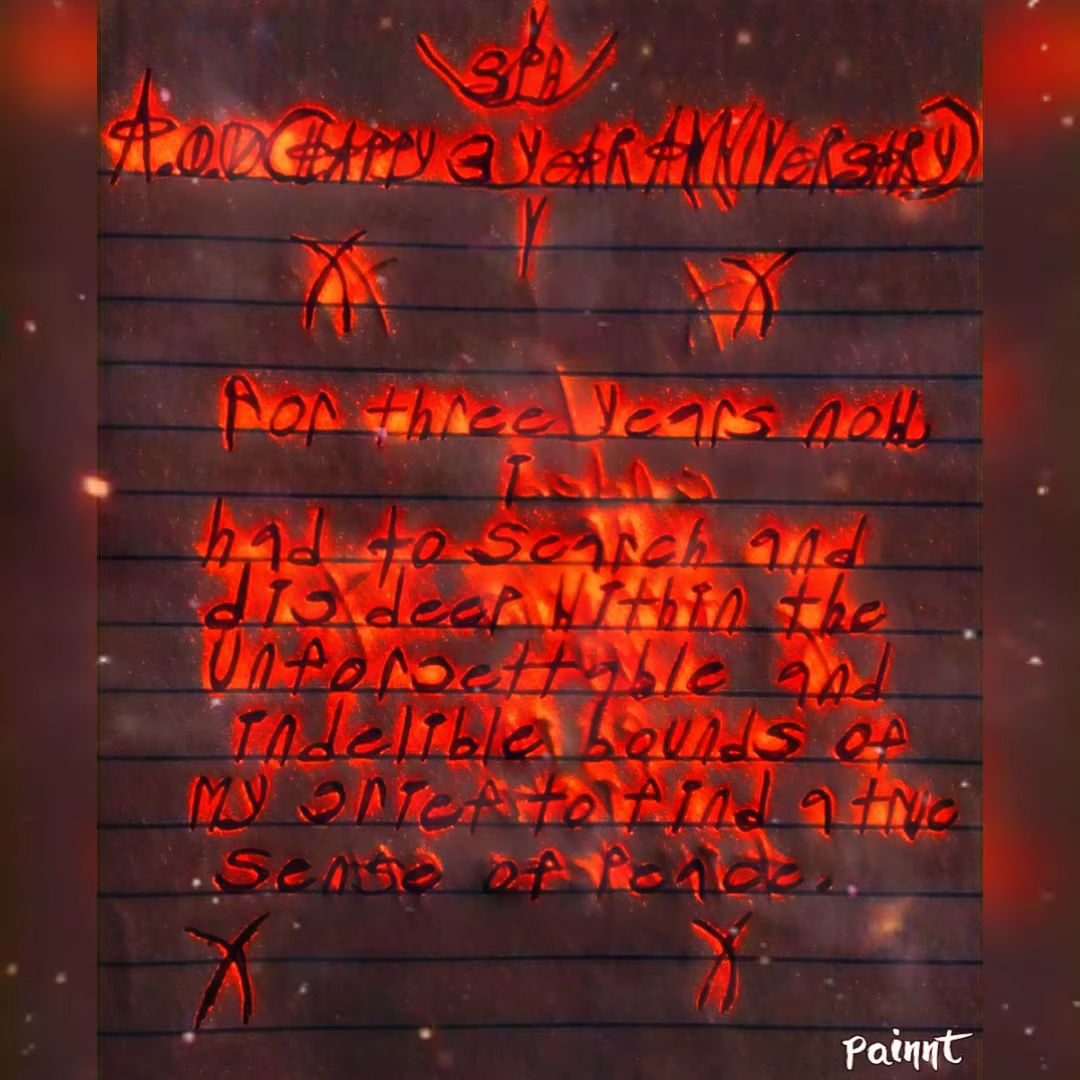 SPA
A.O.D(HAPPY 3 YEAR ANNIVERSARY)
For three years now
I
had to search and
dig deep within the
Unforgettable and
indelible bounds of
My grief to find a true
Sense of Peace.
Painnt